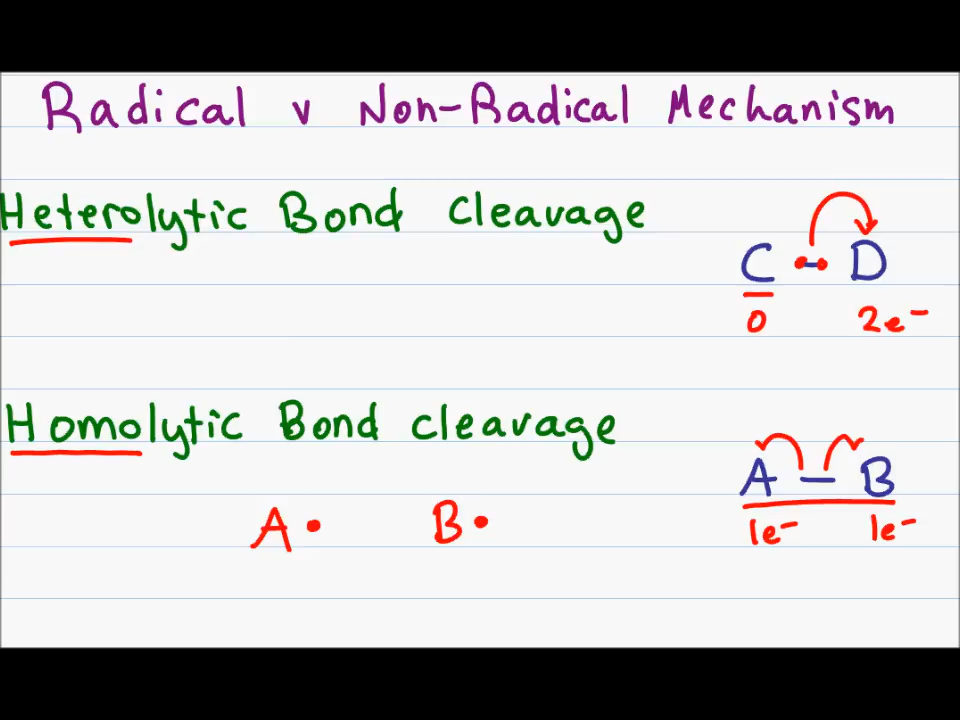 Radical v Non-Radical Mechanism
Heterolytic Bond Cleavage
C - D
0 2e-
Homolytic Bond cleavage
A - B
1e- 1e-
A• B•